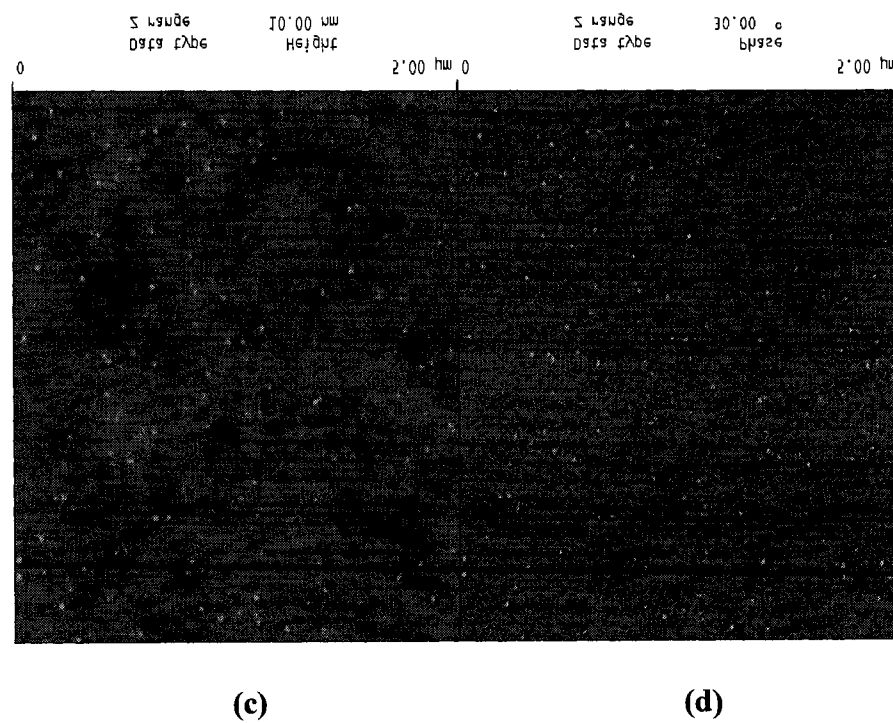 Z range 10.00 nm Z range 30.00 °
Data type Height Data type Phase
0 5.00 µm 0 5.00 µm
(c) (d)